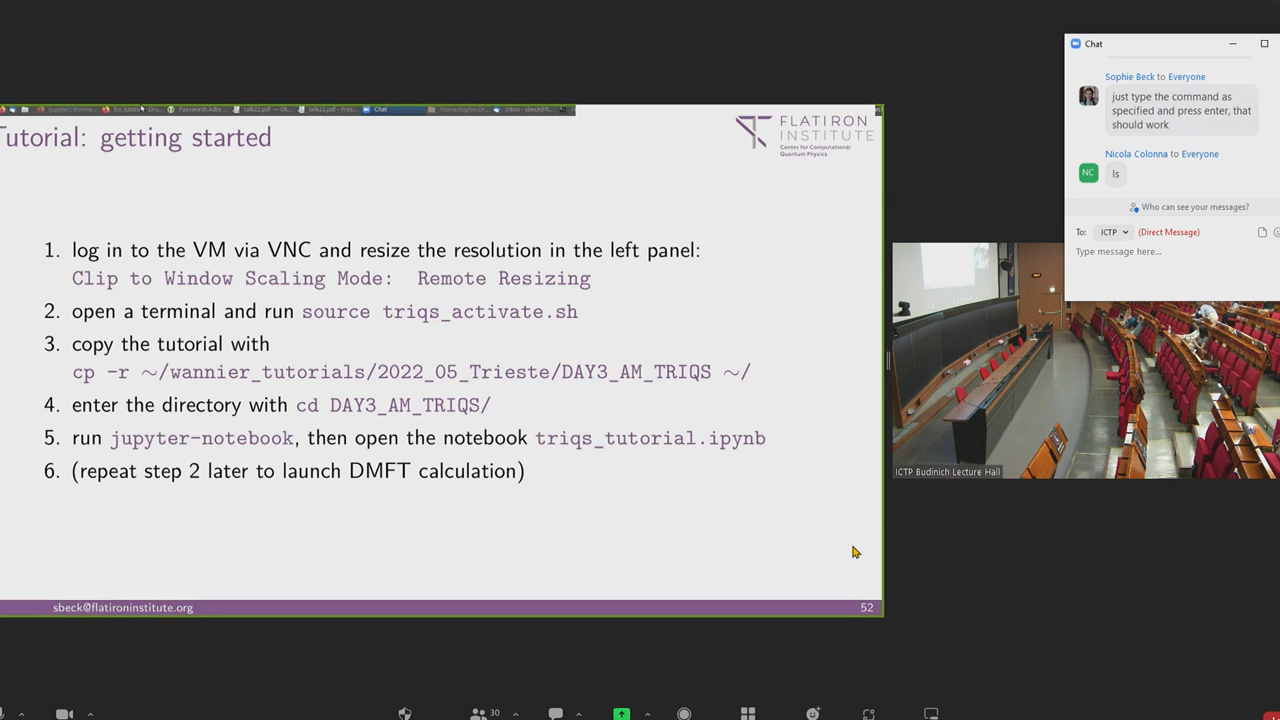 Chat
Sophie Beck to Everyone
just type the command as
specified and press enter, that
should work
Nicola Colonna to Everyone
NC
ls
Who can see your messages?
To: ICTP (Direct Message)
Type message here...
Chat
Tutorial: getting started
FLATIRON
INSTITUTE
Center for Computational
Quantum Physics
1. log in to the VM via VNC and resize the resolution in the left panel:
Clip to Window Scaling Mode: Remote Resizing
2. open a terminal and run source triqs_activate.sh
3. copy the tutorial with
cp -r ~/wannier_tutorials/2022_05_Trieste/DAY3_AM_TRIQS ~/
4. enter the directory with cd DAY3_AM_TRIQS/
5. run jupyter-notebook, then open the notebook triqs_tutorial.ipynb
6. (repeat step 2 later to launch DMFT calculation)
sbeck@flatironinstitute.org
52
ICTP Budinich Lecture Hall
30